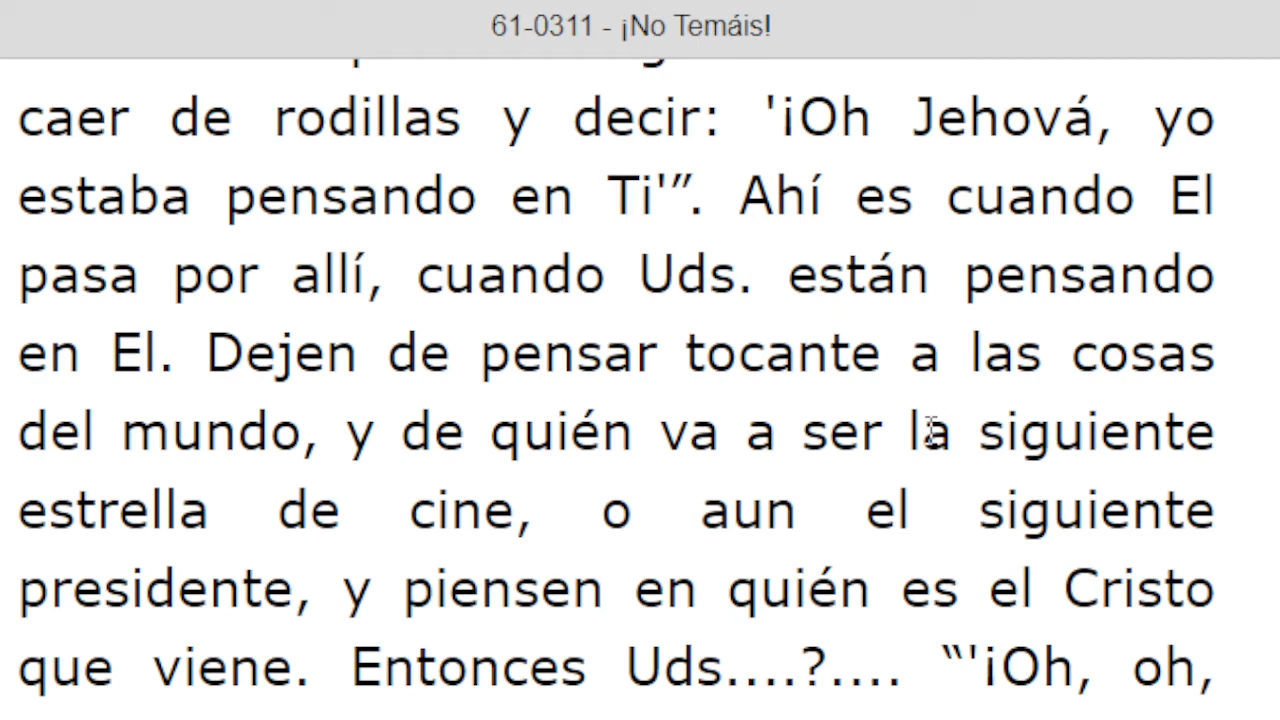 61-0311 - ¡No Temáis!
caer de rodillas y decir: '¡Oh Jehová, yo
estaba pensando en Ti'”. Ahí es cuando El
pasa por allí, cuando Uds. están pensando
en El. Dejen de pensar tocante a las cosas
del mundo, y de quién va a ser la siguiente
estrella de cine, o aun el siguiente
presidente, y piensen en quién es el Cristo
que viene. Entonces Uds....?.... “'¡Oh, oh,